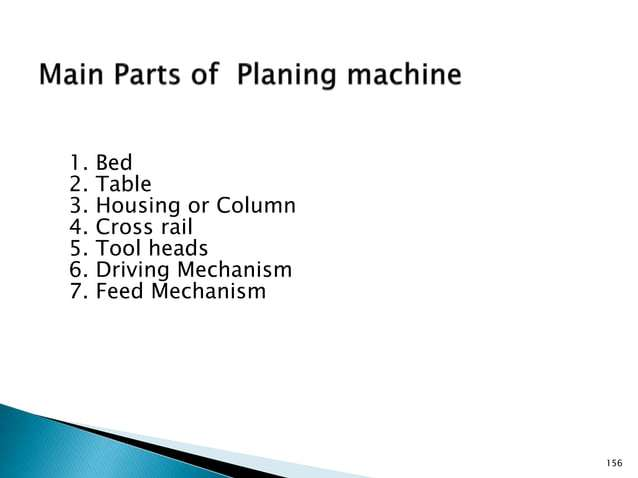 Main Parts of  Planing machine
1. Bed
2. Table
3. Housing or Column
4. Cross rail
5. Tool heads
6. Driving Mechanism
7. Feed Mechanism
156